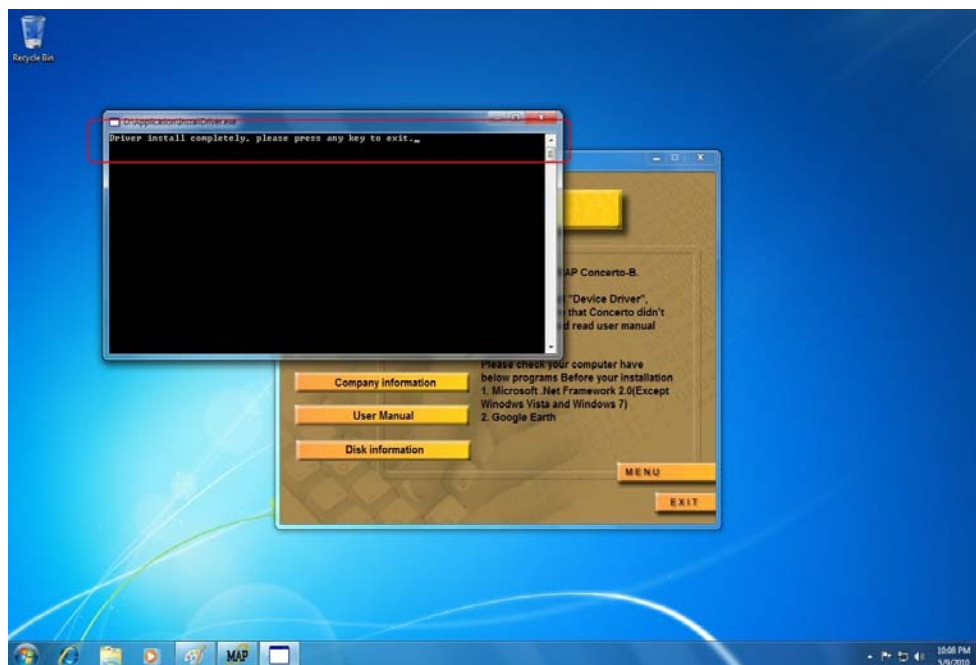 Recycle Bin
D:\Application\InstallDriver.exe
Driver install completely, please press any key to exit._
AP Concerto-B.
"Device Driver",
that Concerto didn't
d read user manual
Please check your computer have
below programs Before your installation
1. Microsoft .Net Framework 2.0(Except
Winodws Vista and Windows 7)
2. Google Earth
Company information
User Manual
Disk information
MENU
EXIT
MAP
10:08 PM